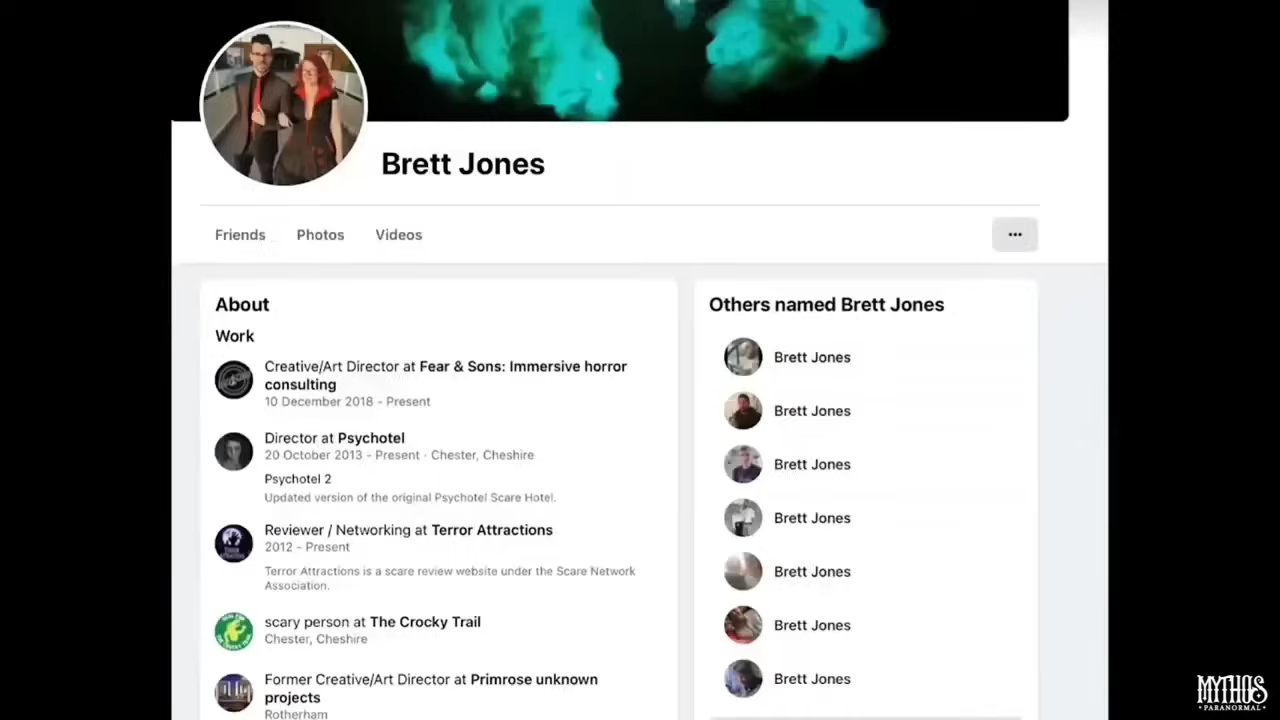 Brett Jones
Friends
Photos
Videos
About
Work
Creative/Art Director at Fear & Sons: Immersive horror
consulting
10 December 2018 - Present
Director at Psychotel
20 October 2013 - Present · Chester, Cheshire
Psychotel 2
Updated version of the original Psychotel Scare Hotel.
Reviewer / Networking at Terror Attractions
2012 - Present
Terror Attractions is a scare review website under the Scare Network
Association.
scary person at The Crocky Trail
Chester, Cheshire
Former Creative/Art Director at Primrose unknown
projects
Rotherham
Others named Brett Jones
Brett Jones
Brett Jones
Brett Jones
Brett Jones
Brett Jones
Brett Jones
Brett Jones
MYTHOS
• PARANORMAL •